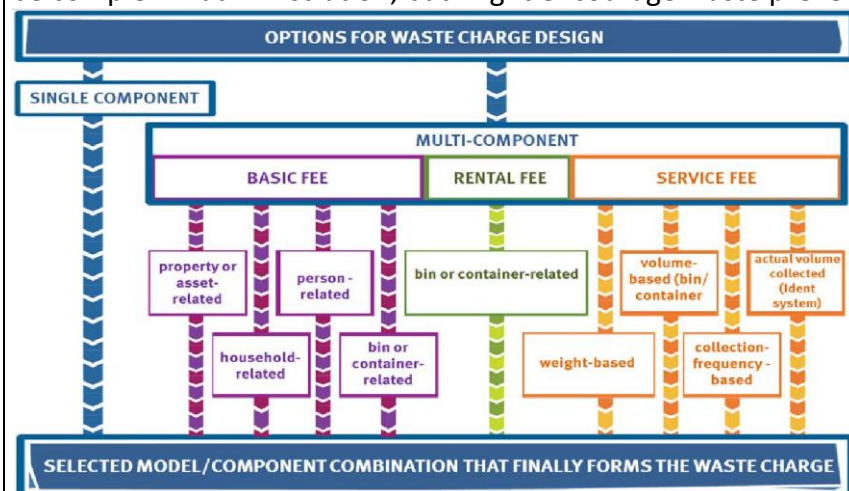 OPTIONS FOR WASTE CHARGE DESIGN
SINGLE COMPONENT
MULTI-COMPONENT
BASIC FEE
RENTAL FEE
SERVICE FEE
property or
asset-
related
person -
related
bin or container-related
volume-
based (bin/
container
actual volume
collected
(Ident
system)
household-
related
bin or
container-
related
weight-based
collection-
frequency -
based
SELECTED MODEL/COMPONENT COMBINATION THAT FINALLY FORMS THE WASTE CHARGE